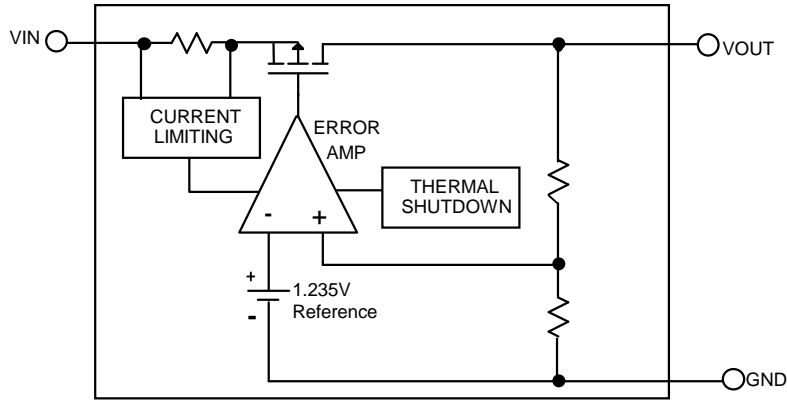 VIN
VOUT
CURRENT
LIMITING
ERROR
AMP
THERMAL
SHUTDOWN
- +
+
1.235V
Reference
-
GND